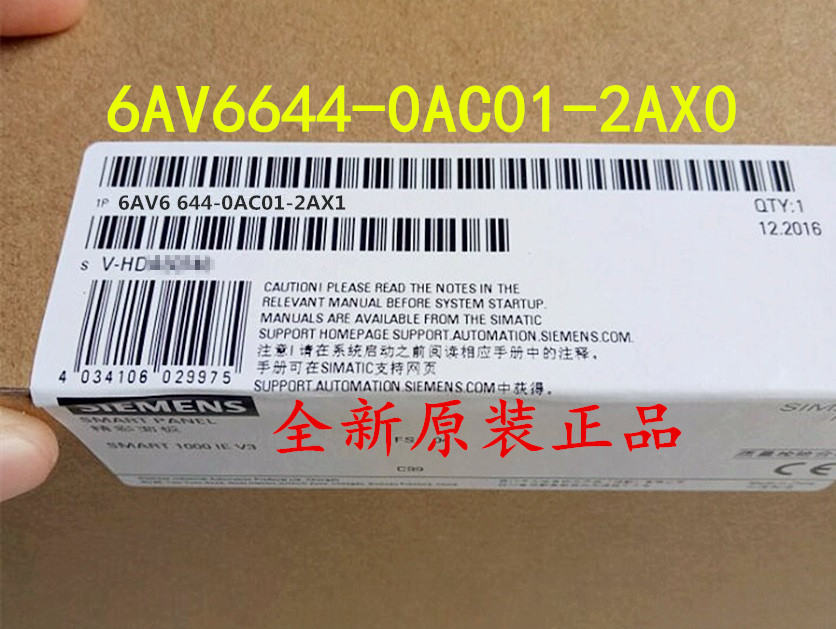 6AV6644-0AC01-2AX0
1P 6AV6 644-0AC01-2AX1
QTY:1
12.2016
S V-HD
CAUTION! PLEASE READ THE NOTES IN THE
RELEVANT MANUAL BEFORE SYSTEM STARTUP.
MANUALS ARE AVAILABLE FROM THE SIMATIC
SUPPORT HOMEPAGE SUPPORT.AUTOMATION.SIEMENS.COM.
注意! 请在系统启动之前阅读相应手册中的注释。
手册可在SIMATIC支持网页
SUPPORT.AUTOMATION.SIEMENS.COM中获得。
4 034106 029975
SIEMENS
SMART PANEL
精彩面板
SMART 1000 IE V3
全新原装正品
FS
C99
CE